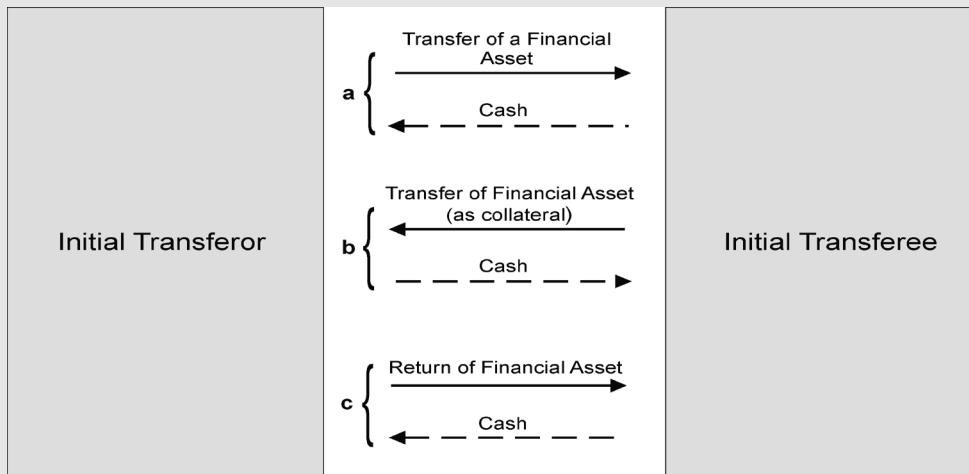 Transfer of a Financial
Asset
a
Cash
Transfer of Financial Asset
(as collateral)
Initial Transferor
Initial Transferee
b
Cash
Return of Financial Asset
c
Cash